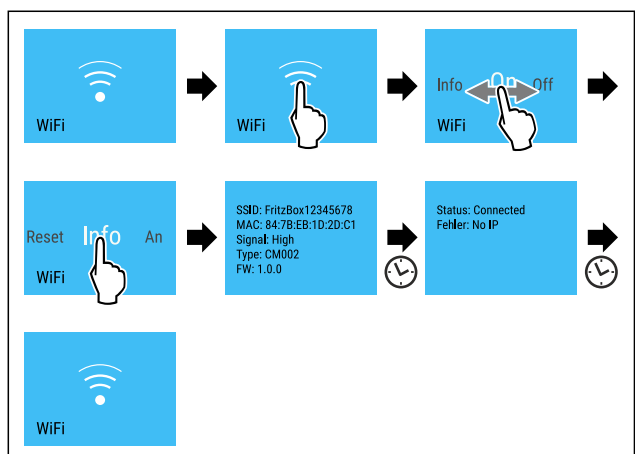 WiFi
WiFi
Info On Off
WiFi
Reset Info An
WiFi
SSID: FritzBox12345678
MAC: 84:7B:EB:1D:2D:C1
Signal: High
Type: CM002
FW: 1.0.0
Status: Connected
Fehler: No IP
WiFi